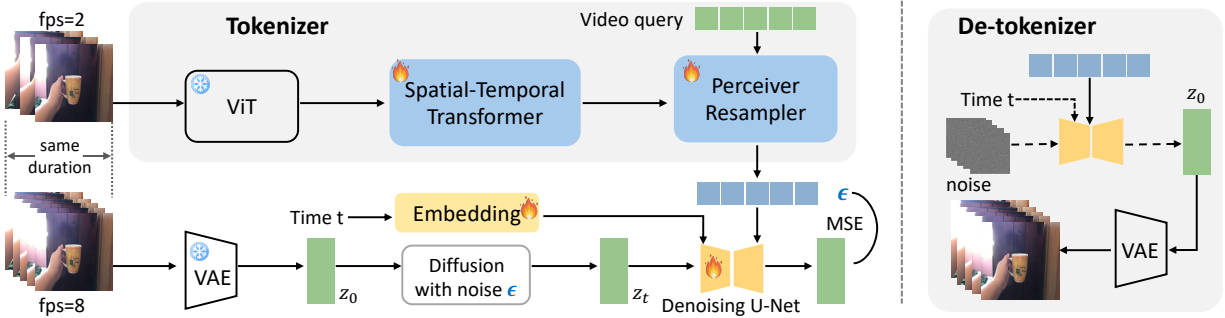 fps=2
Tokenizer
Video query
ViT
Spatial-Temporal
Transformer
Perceiver
Resampler
same
duration
Time t
Embedding
ϵ
MSE
VAE
z₀
Diffusion
with noise ϵ
zₜ
Denoising U-Net
fps=8
De-tokenizer
Time t
z₀
noise
VAE